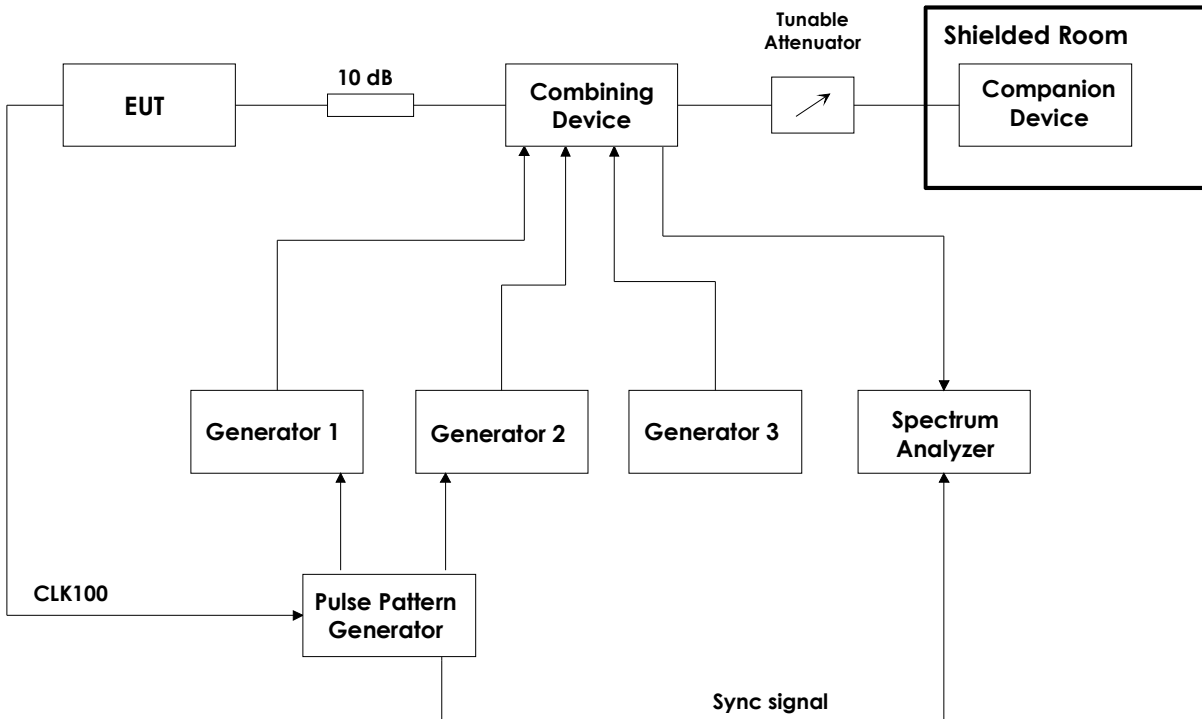 Tunable
Attenuator
Shielded Room
10 dB
EUT
Combining
Device
Companion
Device
Generator 1
Generator 2
Generator 3
Spectrum
Analyzer
CLK100
Pulse Pattern
Generator
Sync signal